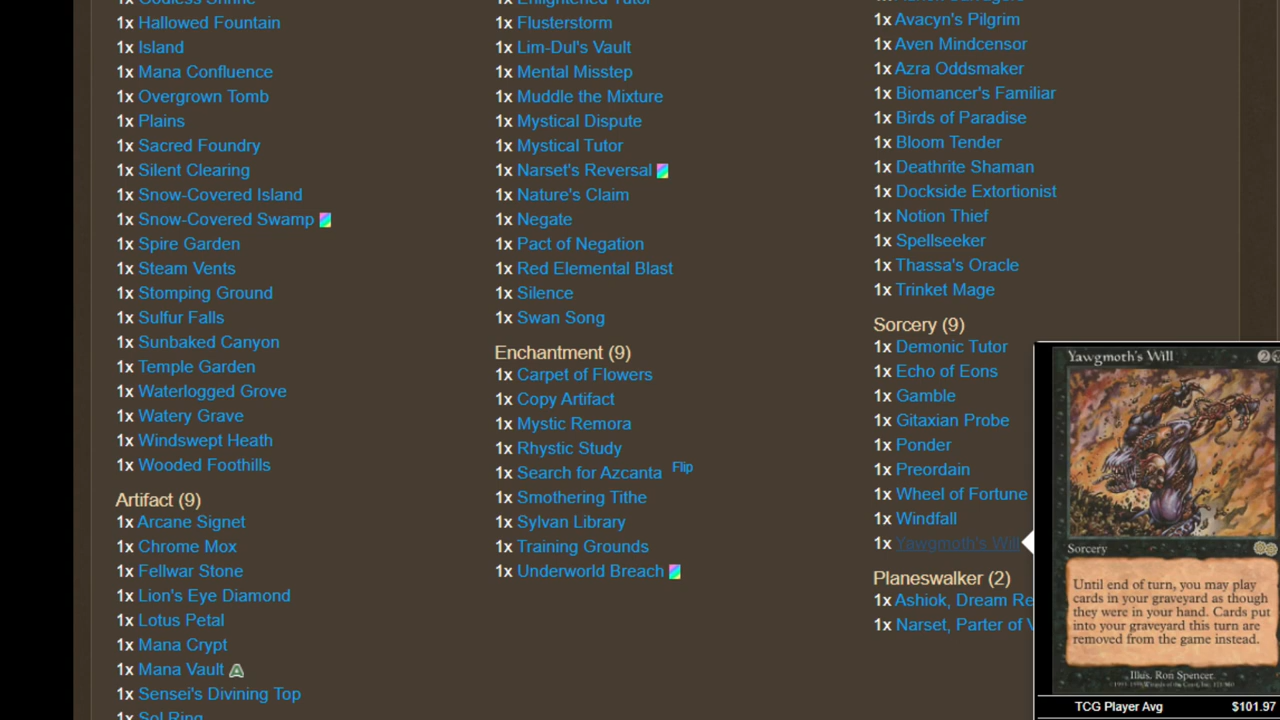 1x Hallowed Fountain
1x Island
1x Mana Confluence
1x Overgrown Tomb
1x Plains
1x Sacred Foundry
1x Silent Clearing
1x Snow-Covered Island
1x Snow-Covered Swamp
1x Spire Garden
1x Steam Vents
1x Stomping Ground
1x Sulfur Falls
1x Sunbaked Canyon
1x Temple Garden
1x Waterlogged Grove
1x Watery Grave
1x Windswept Heath
1x Wooded Foothills
Artifact (9)
1x Arcane Signet
1x Chrome Mox
1x Fellwar Stone
1x Lion's Eye Diamond
1x Lotus Petal
1x Mana Crypt
1x Mana Vault A
1x Sensei's Divining Top
1x Sol Ring
1x Enlightened Tutor
1x Flusterstorm
1x Lim-Dul's Vault
1x Mental Misstep
1x Muddle the Mixture
1x Mystical Dispute
1x Mystical Tutor
1x Narset's Reversal
1x Nature's Claim
1x Negate
1x Pact of Negation
1x Red Elemental Blast
1x Silence
1x Swan Song
Enchantment (9)
1x Carpet of Flowers
1x Copy Artifact
1x Mystic Remora
1x Rhystic Study
1x Search for Azcanta Flip
1x Smothering Tithe
1x Sylvan Library
1x Training Grounds
1x Underworld Breach
1x Avacyn's Pilgrim
1x Aven Mindcensor
1x Azra Oddsmaker
1x Biomancer's Familiar
1x Birds of Paradise
1x Bloom Tender
1x Deathrite Shaman
1x Dockside Extortionist
1x Notion Thief
1x Spellseeker
1x Thassa's Oracle
1x Trinket Mage
Sorcery (9)
1x Demonic Tutor
1x Echo of Eons
1x Gamble
1x Gitaxian Probe
1x Ponder
1x Preordain
1x Wheel of Fortune
1x Windfall
1x Yawgmoth's Will
Planeswalker (2)
1x Ashiok, Dream Re
1x Narset, Parter of V
Yawgmoth's Will 2
Sorcery
Until end of turn, you may play
cards in your graveyard as though
they were in your hand. Cards put
into your graveyard this turn are
removed from the game instead.
Illus. Ron Spencer
TCG Player Avg $101.97